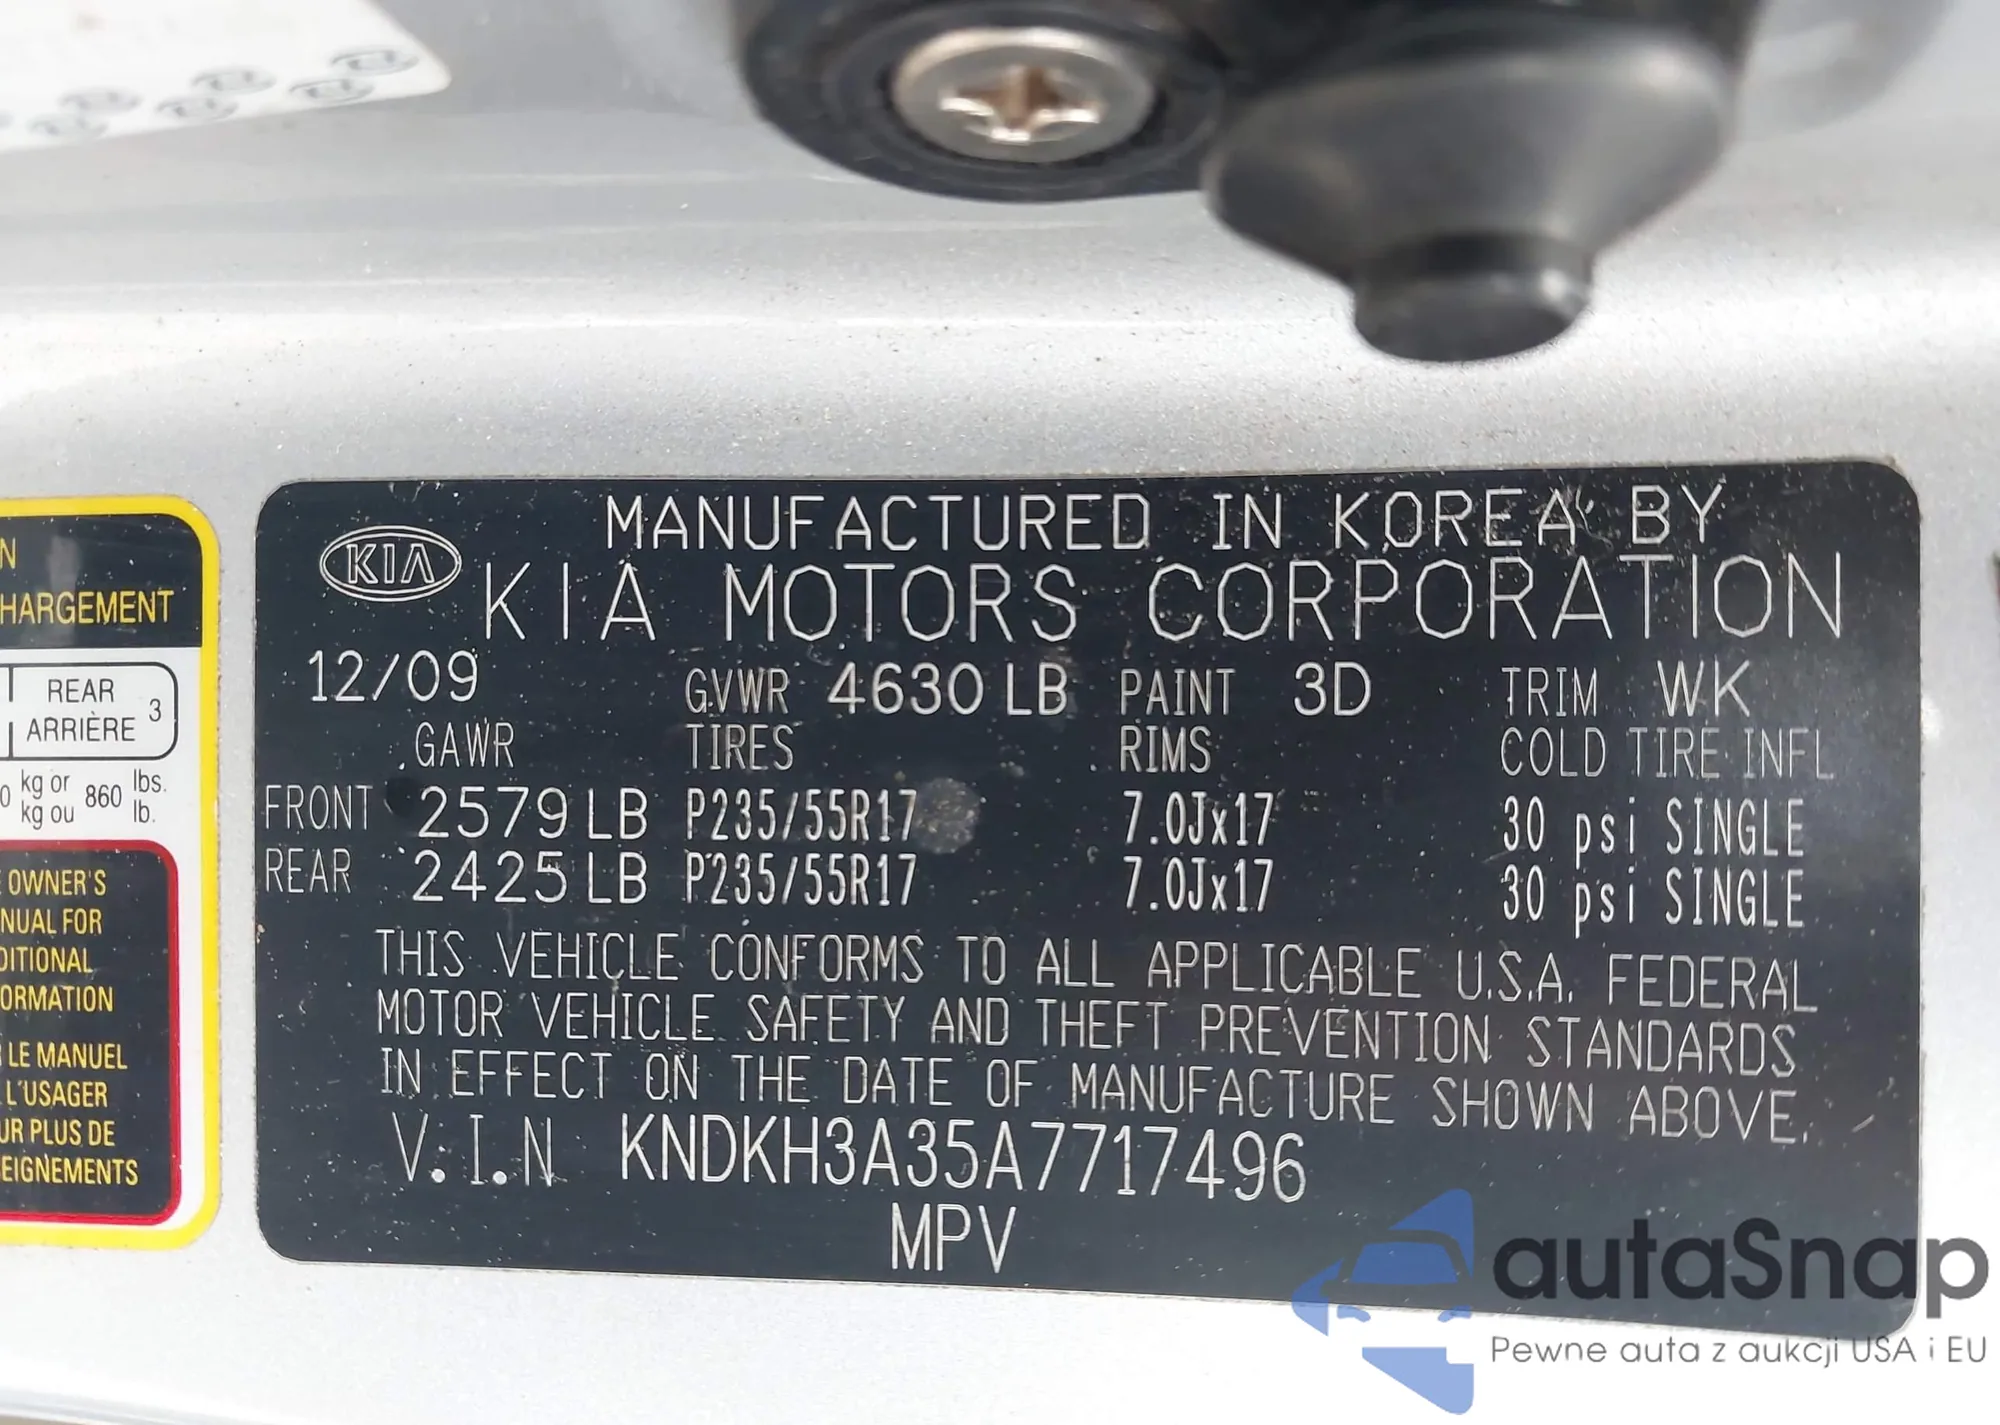 MANUFACTURED IN KOREA BY
KIA
KIA MOTORS CORPORATION
12/09 GVWR 4630 LB PAINT 3D TRIM WK
GAWR TIRES RIMS COLD TIRE INFL
FRONT 2579 LB P235/55R17 7.0Jx17 30 psi SINGLE
REAR 2425 LB P235/55R17 7.0Jx17 30 psi SINGLE
THIS VEHICLE CONFORMS TO ALL APPLICABLE U.S.A. FEDERAL
MOTOR VEHICLE SAFETY AND THEFT PREVENTION STANDARDS
IN EFFECT ON THE DATE OF MANUFACTURE SHOWN ABOVE.
V.I.N KNDKH3A35A7717496
MPV
N
HARGEMENT
REAR
ARRIÈRE 3
0 kg or 860 lbs.
kg ou lb.
E OWNER'S
NUAL FOR
DITIONAL
ORMATION
LE MANUEL
L'USAGER
UR PLUS DE
SEIGNEMENTS
autaSnap
Pewne auta z aukcji USA i EU